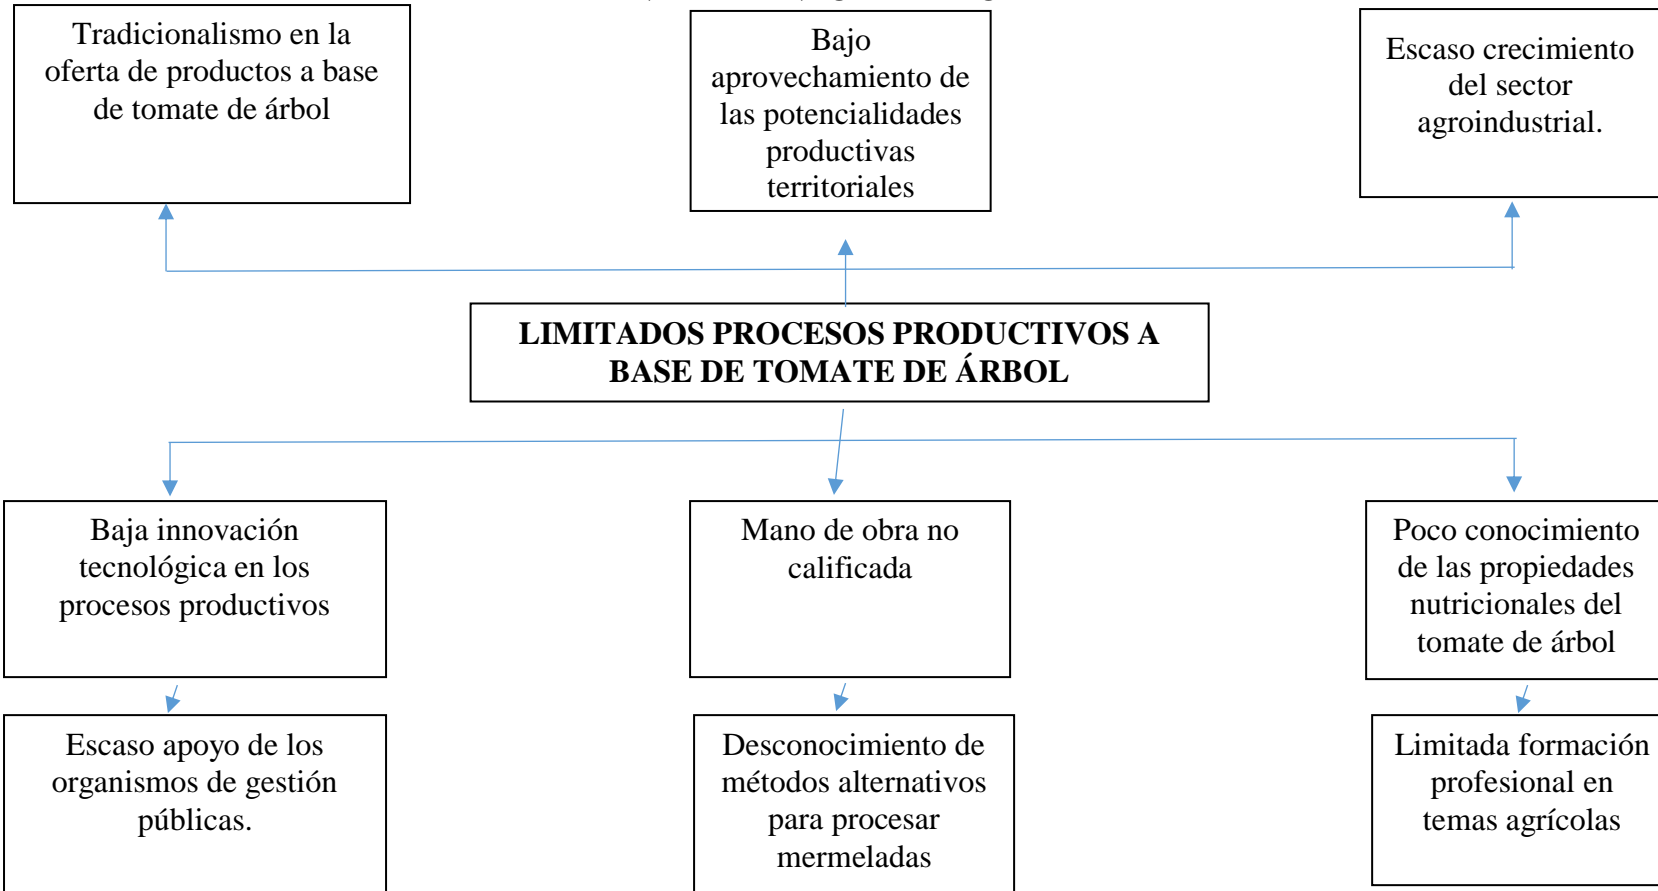 Tradicionalismo en la
oferta de productos a base
de tomate de árbol
Bajo
aprovechamiento de
las potencialidades
productivas
territoriales
Escaso crecimiento
del sector
agroindustrial.
LIMITADOS PROCESOS PRODUCTIVOS A
BASE DE TOMATE DE ÁRBOL
Baja innovación
tecnológica en los
procesos productivos
Mano de obra no
calificada
Poco conocimiento
de las propiedades
nutricionales del
tomate de árbol
Escaso apoyo de los
organismos de gestión
públicas.
Desconocimiento de
métodos alternativos
para procesar
mermeladas
Limitada formación
profesional en
temas agrícolas